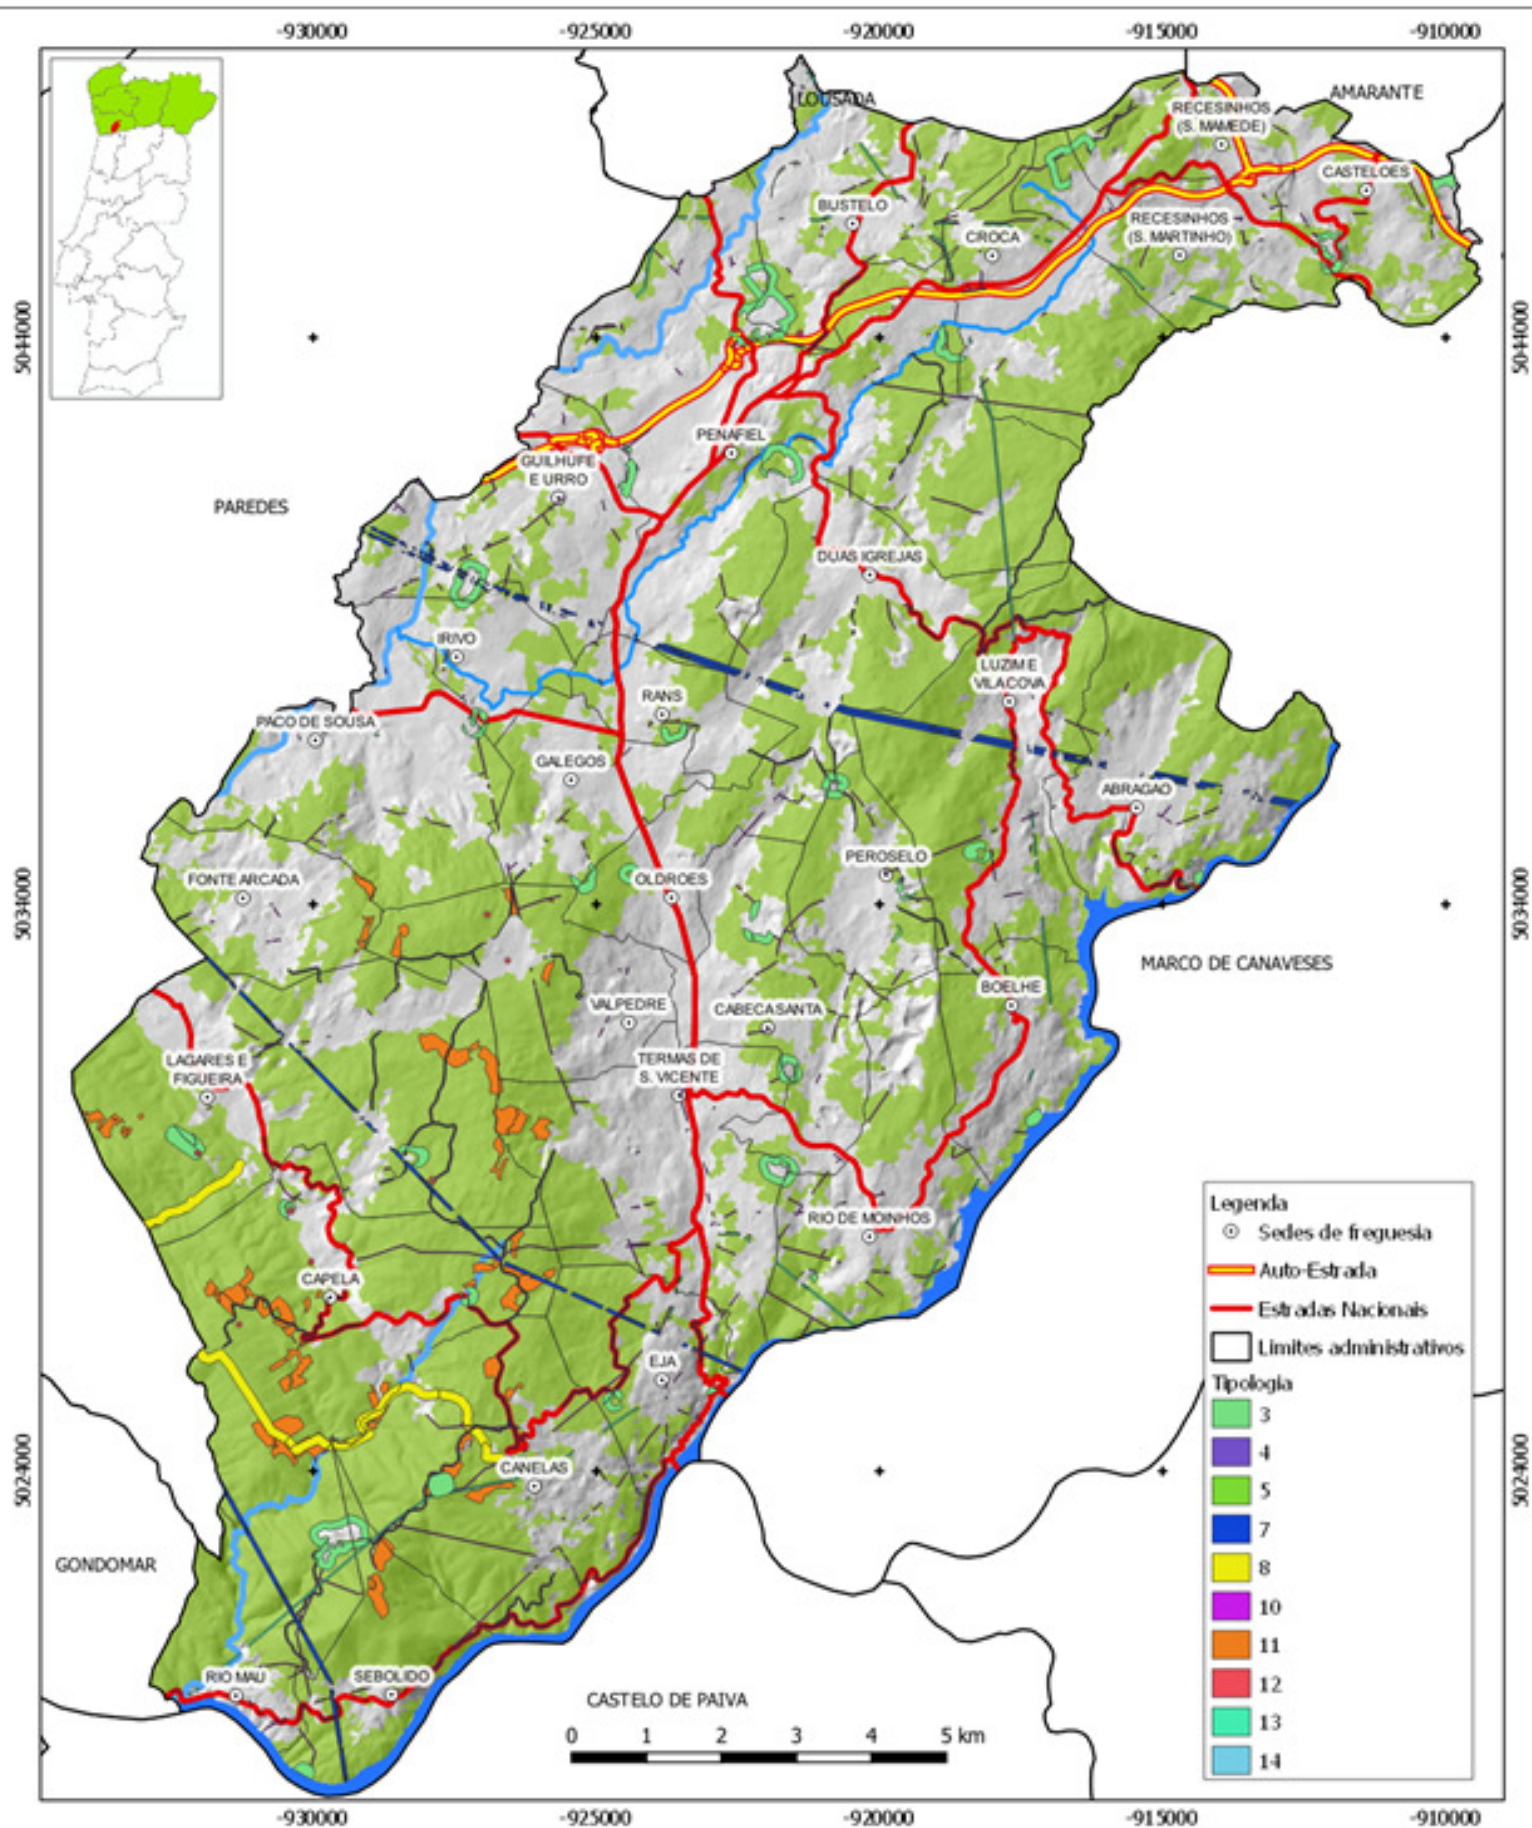 -930000
-925000
-920000
-915000
-910000
LOUSADA
AMARANTE
RECESINHOS
(S. MAMEDE)
CASTELOES
BUSTELO
RECESINHOS
(S. MARTINHO)
CROCA
5044000
5044000
PENAFIEL
GUILHUFE
E URRO
PAREDES
DUAS IGREJAS
IRIVO
LUZIM E
VILA COVA
RANS
PACO DE SOUSA
GALEGOS
ABRAGAO
PEROSELO
FONTE ARCADA
OLDROES
5034000
5034000
MARCO DE CANAVESES
BOELHE
VALPEDRE
CABECA SANTA
LAGARES E
FIGUEIRA
TERMAS DE
S. VICENTE
RIO DE MOINHOS
CAPELA
EJA
CANELAS
5024000
5024000
GONDOMAR
RIO MAU
SEBOLIDO
CASTELO DE PAIVA
0 1 2 3 4 5 km
Legenda
Sedes de freguesia
Auto-Estrada
Estradas Nacionais
Limites administrativos
Tipologia
3
4
5
7
8
10
11
12
13
14
-930000
-925000
-920000
-915000
-910000